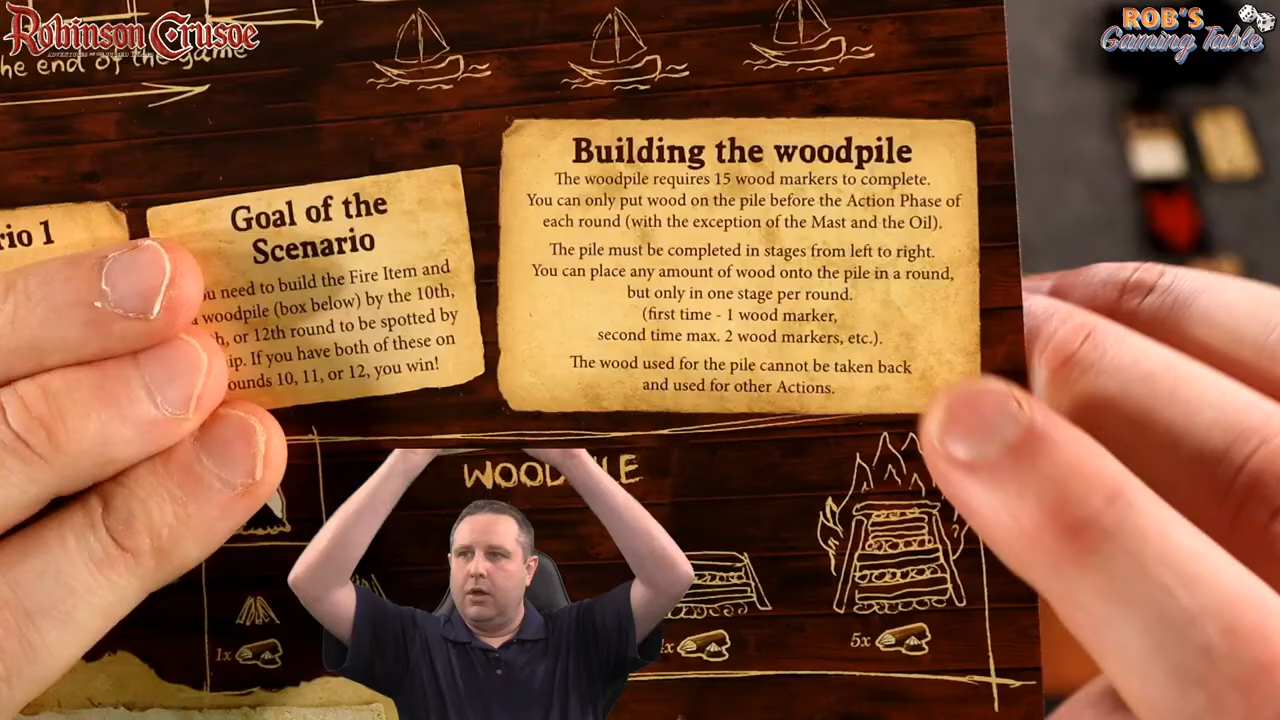 Robinson Crusoe
ROB'S
Gaming Table
he end of the game
rio 1
Goal of the
Scenario
u need to build the Fire Item and
woodpile (box below) by the 10th,
h, or 12th round to be spotted by
ip. If you have both of these on
ounds 10, 11, or 12, you win!
Building the woodpile
The woodpile requires 15 wood markers to complete.
You can only put wood on the pile before the Action Phase of
each round (with the exception of the Mast and the Oil).
The pile must be completed in stages from left to right.
You can place any amount of wood onto the pile in a round,
but only in one stage per round.
(first time - 1 wood marker,
second time max. 2 wood markers, etc.).
The wood used for the pile cannot be taken back
and used for other Actions.
WOOD LE
1x
x
5x